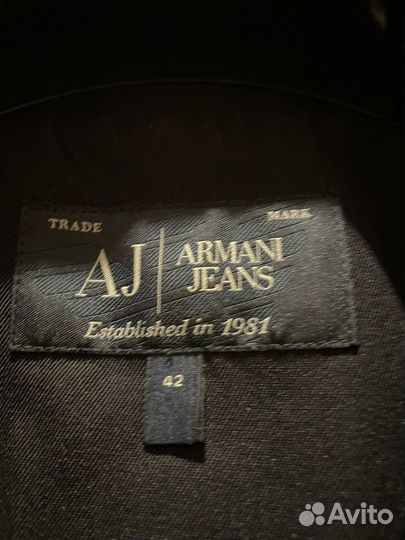 TRADE MARK
AJ ARMANI
JEANS
Established in 1981
42
Avito